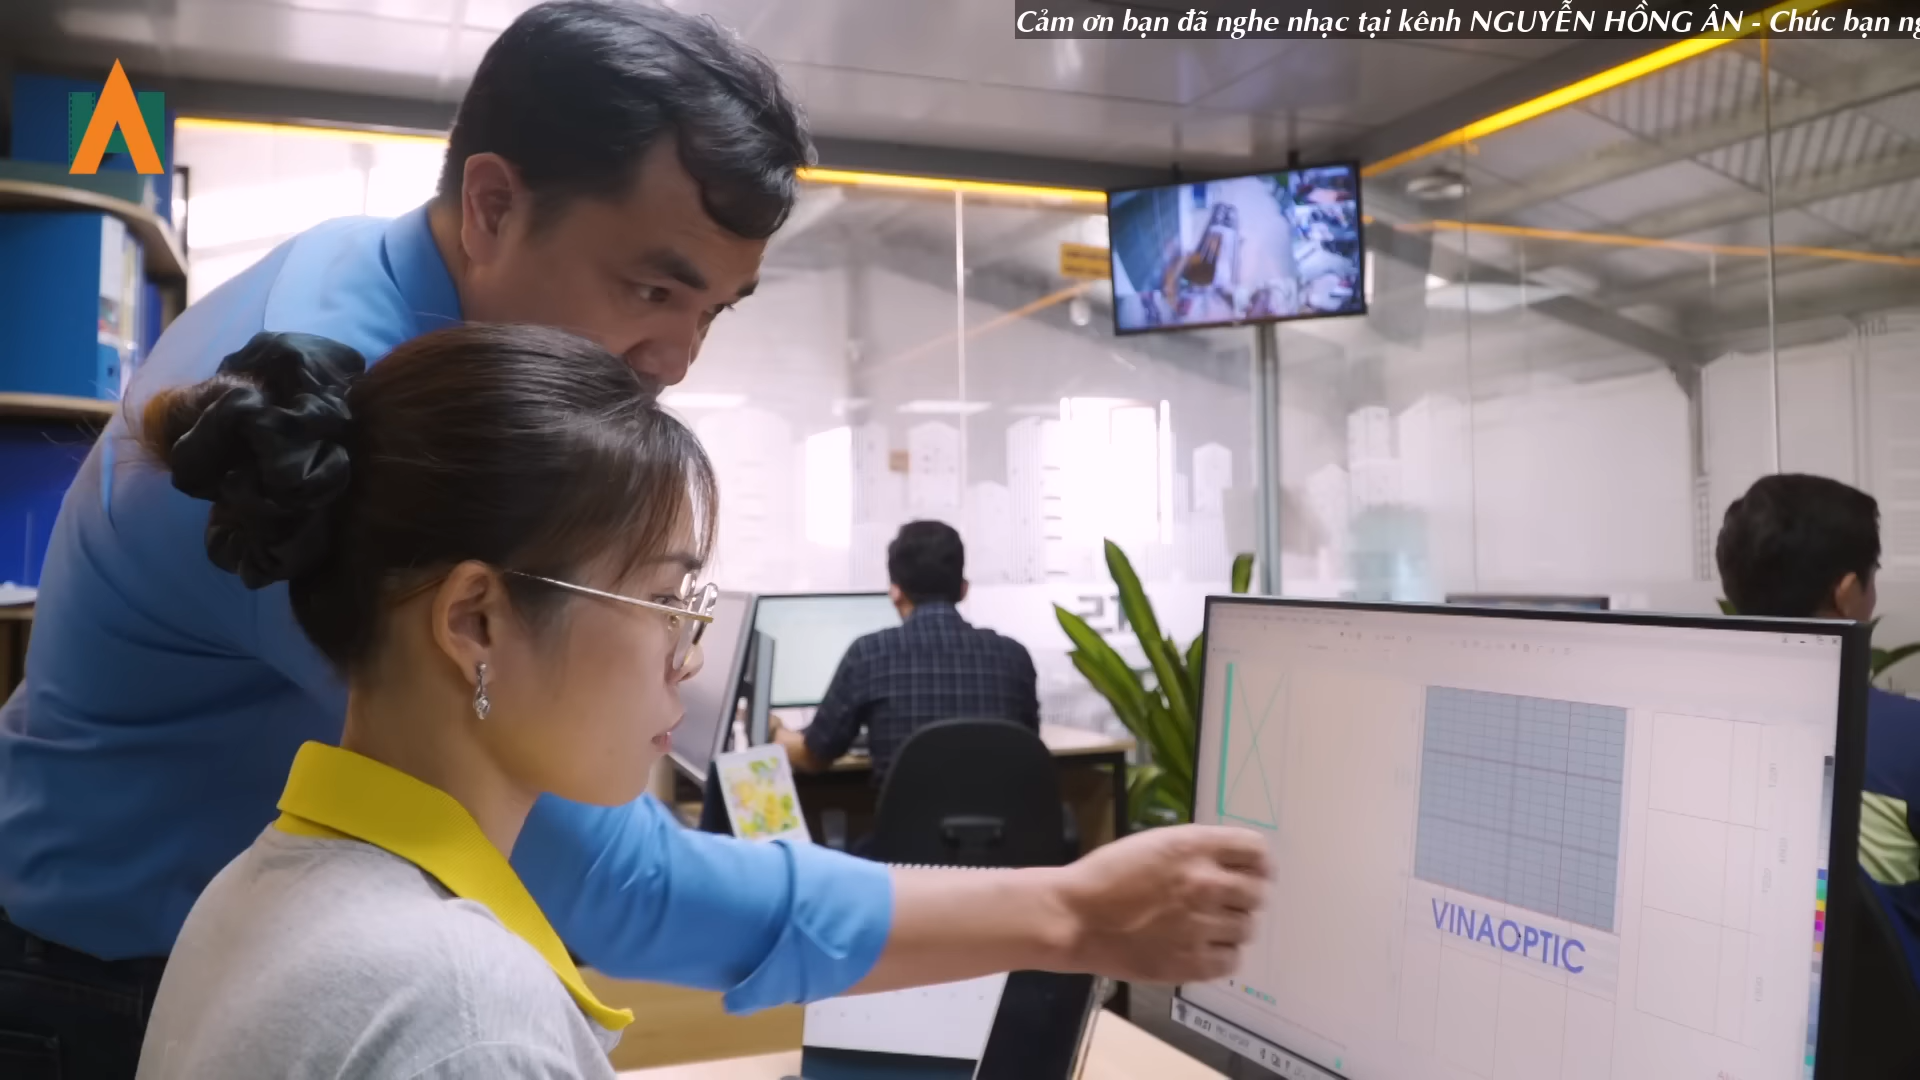 Cảm ơn bạn đã nghe nhạc tại kênh NGUYỄN HỒNG ÂN - Chúc bạn ng
VINAOPTIC